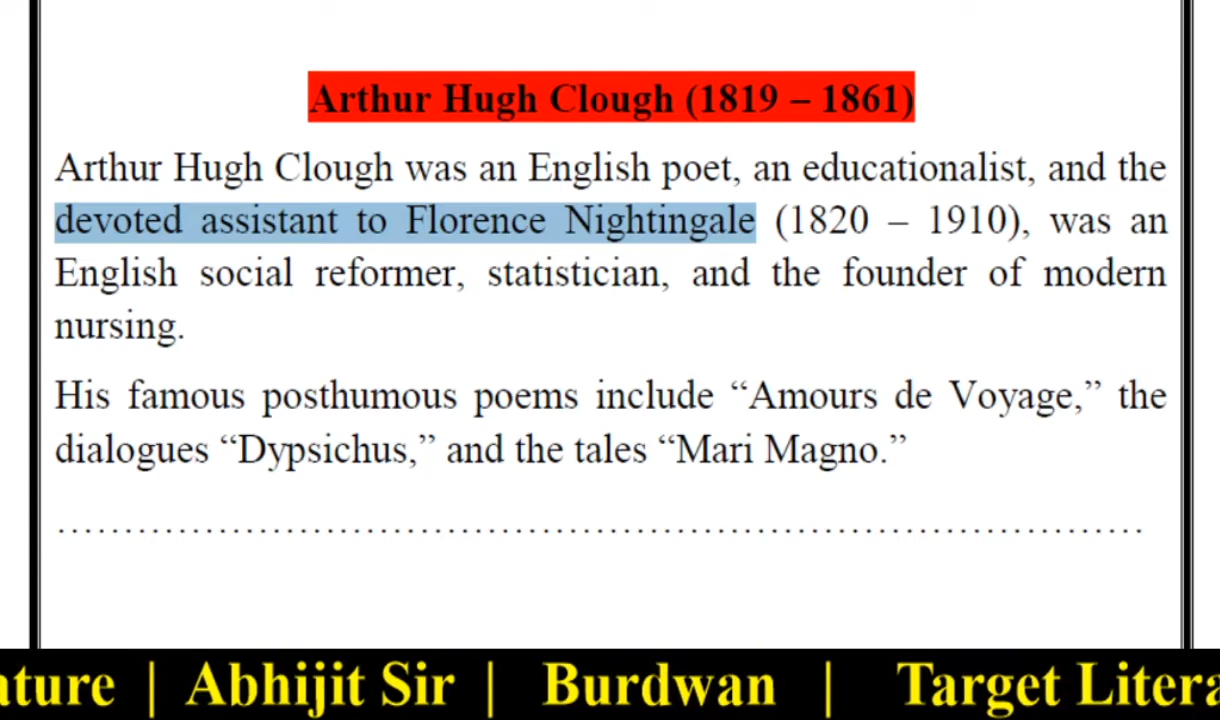 Arthur Hugh Clough (1819 – 1861)
Arthur Hugh Clough was an English poet, an educationalist, and the
devoted assistant to Florence Nightingale (1820 – 1910), was an
English social reformer, statistician, and the founder of modern
nursing.
His famous posthumous poems include “Amours de Voyage,” the
dialogues “Dypsichus,” and the tales “Mari Magno.”
................................................................................
ature | Abhijit Sir | Burdwan | Target Litera